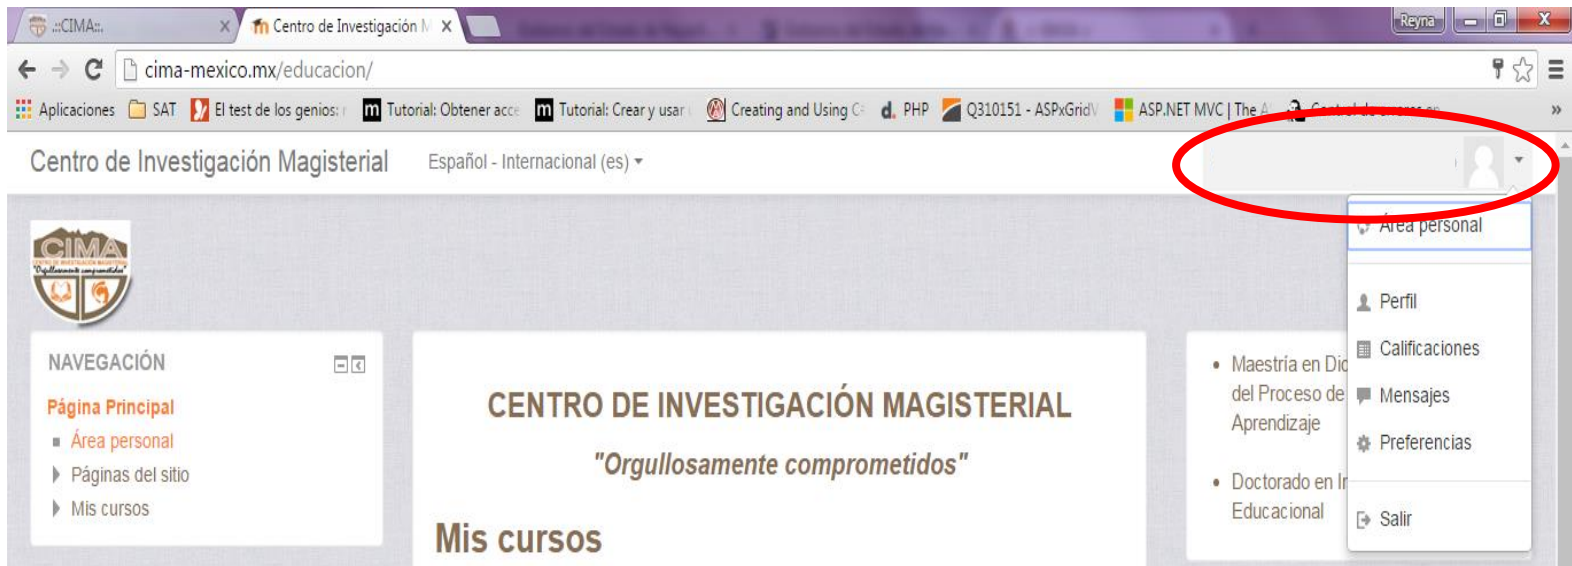 .::CIMA::.
Centro de Investigación M
Reyna
cima-mexico.mx/educacion/
Aplicaciones SAT El test de los genios: Tutorial: Obtener acce Tutorial: Crear y usar Creating and Using C PHP Q310151 - ASPxGridV ASP.NET MVC | The A
Centro de Investigación Magisterial Español - Internacional (es)
Área personal
Perfil
Calificaciones
Mensajes
Preferencias
Salir
CIMA
NAVEGACIÓN
Página Principal
Área personal
Páginas del sitio
Mis cursos
CENTRO DE INVESTIGACIÓN MAGISTERIAL
"Orgullosamente comprometidos"
Mis cursos
Maestría en Dic
del Proceso de
Aprendizaje
Doctorado en Ir
Educacional